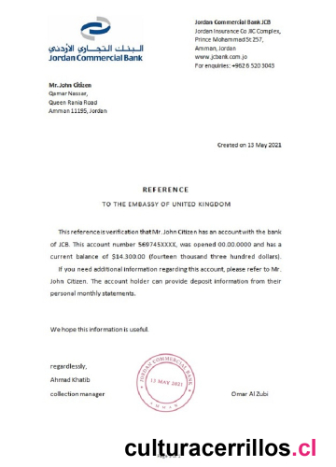 البنك التجاري الأردني
Jordan Commercial Bank
Jordan Commercial Bank JCB
Jordan Insurance Co JIC Complex,
Prince Mohammad St 257,
Amman, Jordan
www.jcbank.com.jo
For enquiries: +962 6 520 3043
Mr. John Citizen
Qamar Nassar,
Queen Rania Road
Amman 11195, Jordan
Created on 13 May 2021
REFERENCE
TO THE EMBASSY OF UNITED KINGDOM
This reference is verification that Mr. John Citizen has an account with the bank
of JCB. This account number 569745XXXX, was opened 00.00.0000 and has a
current balance of $14,300.00 (fourteen thousand three hundred dollars).
If you need additional information regarding this account, please refer to Mr.
John Citizen. The account holder can provide deposit information from their
personal monthly statements.
We hope this information is useful.
regardlessly,
Ahmad Khatib
collection manager
JORDAN COMMERCIAL BANK
13 MAY 2021
Omar Al Zubi
culturacerrillos.cl